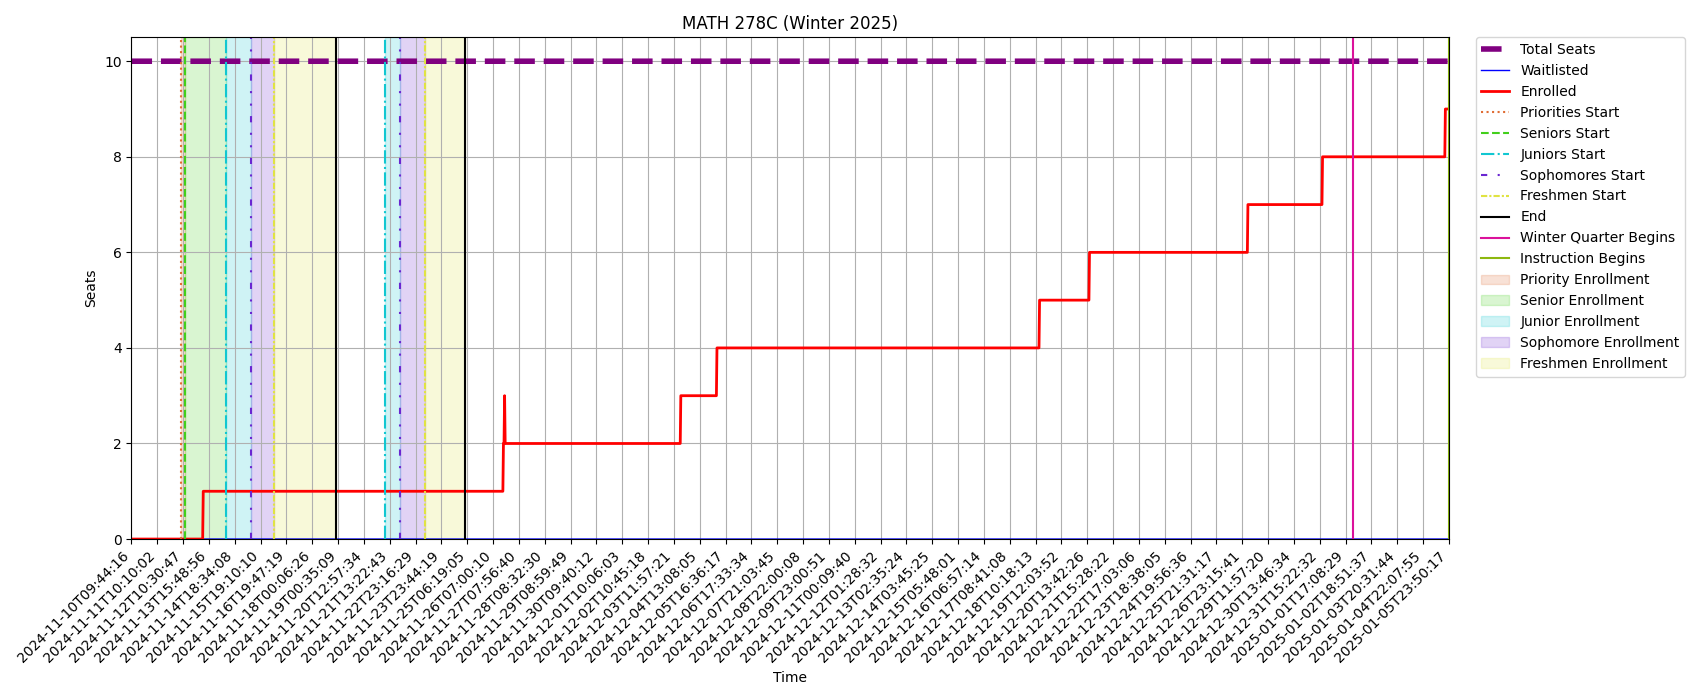 MATH 278C (Winter 2025)
Seats
10
8
6
4
2
0
2024-11-10T09:44:16
2024-11-11T10:10:02
2024-11-12T10:30:47
2024-11-13T15:48:56
2024-11-14T18:34:08
2024-11-15T19:10:10
2024-11-16T19:47:19
2024-11-18T00:06:26
2024-11-19T00:35:09
2024-11-20T12:57:34
2024-11-21T13:22:43
2024-11-22T23:16:29
2024-11-23T23:44:19
2024-11-25T06:19:05
2024-11-26T07:00:10
2024-11-27T07:56:40
2024-11-28T08:32:30
2024-11-29T08:59:49
2024-11-30T09:40:12
2024-12-01T10:06:03
2024-12-02T10:45:18
2024-12-03T11:57:21
2024-12-04T13:08:05
2024-12-05T16:36:17
2024-12-06T17:33:34
2024-12-07T21:03:45
2024-12-08T22:00:08
2024-12-09T23:00:51
2024-12-11T00:09:40
2024-12-12T01:28:32
2024-12-13T02:35:24
2024-12-14T03:45:25
2024-12-15T05:48:01
2024-12-16T06:57:14
2024-12-17T08:41:08
2024-12-18T10:18:13
2024-12-19T12:03:52
2024-12-20T13:42:26
2024-12-21T15:28:22
2024-12-22T17:03:06
2024-12-23T18:38:05
2024-12-24T19:56:36
2024-12-25T21:31:17
2024-12-26T23:15:41
2024-12-29T11:57:20
2024-12-30T13:46:34
2024-12-31T15:22:32
2025-01-01T17:08:29
2025-01-02T18:51:37
2025-01-03T20:31:44
2025-01-04T22:07:55
2025-01-05T23:50:17
Time
Total Seats
Waitlisted
Enrolled
Priorities Start
Seniors Start
Juniors Start
Sophomores Start
Freshmen Start
End
Winter Quarter Begins
Instruction Begins
Priority Enrollment
Senior Enrollment
Junior Enrollment
Sophomore Enrollment
Freshmen Enrollment